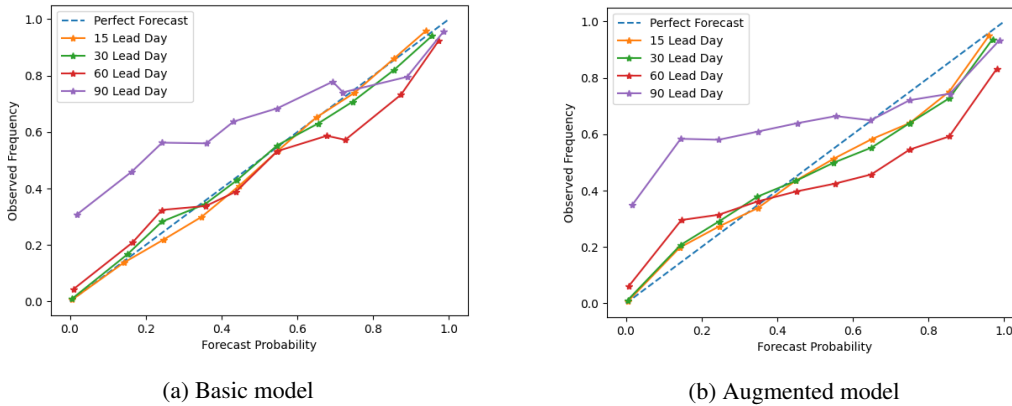 Perfect Forecast
15 Lead Day
30 Lead Day
60 Lead Day
90 Lead Day
Observed Frequency
1.0
0.8
0.6
0.4
0.2
0.0
0.0 0.2 0.4 0.6 0.8 1.0
Forecast Probability
(a) Basic model
Perfect Forecast
15 Lead Day
30 Lead Day
60 Lead Day
90 Lead Day
Observed Frequency
1.0
0.8
0.6
0.4
0.2
0.0
0.0 0.2 0.4 0.6 0.8 1.0
Forecast Probability
(b) Augmented model